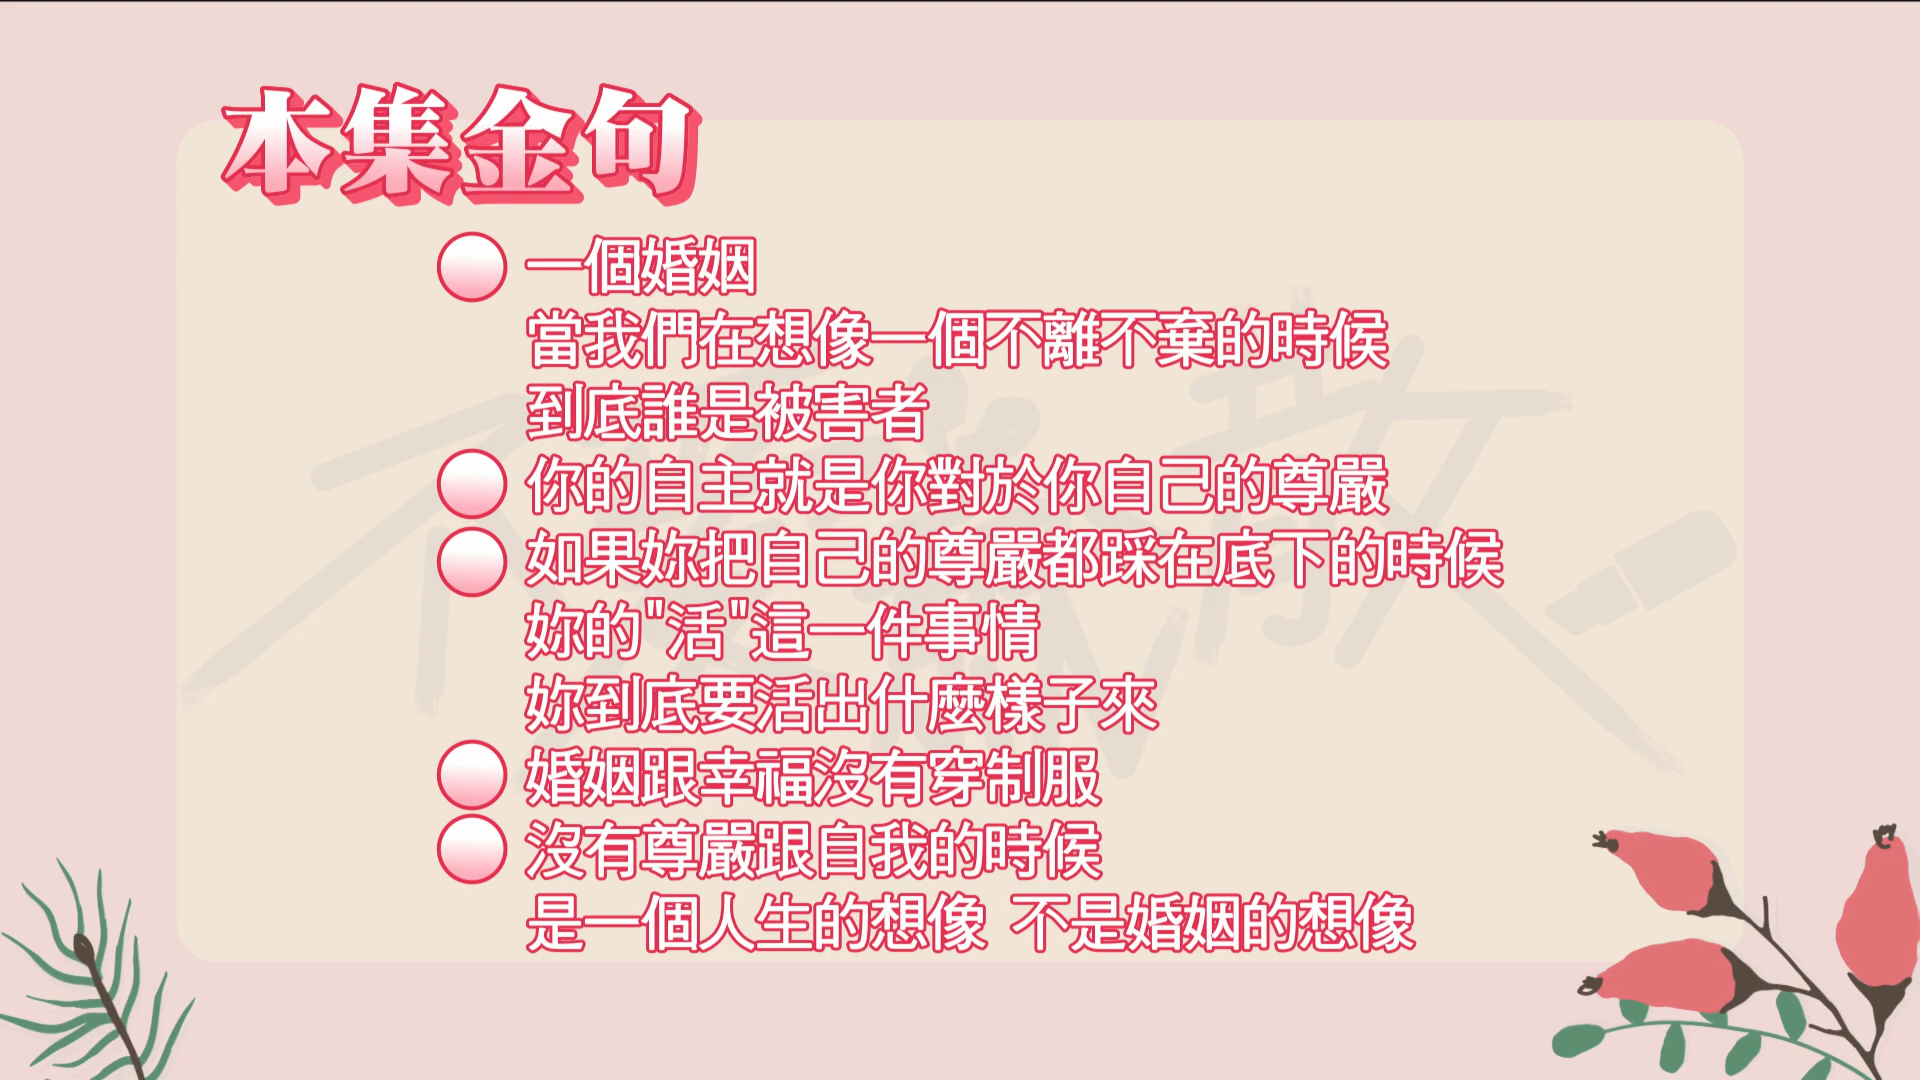 本集金句
一個婚姻
當我們在想像一個不離不棄的時候
到底誰是被害者
你的自主就是你對於你自己的尊嚴
如果妳把自己的尊嚴都踩在底下的時候
妳的"活"這一件事情
妳到底要活出什麼樣子來
婚姻跟幸福沒有穿制服
沒有尊嚴跟自我的時候
是一個人生的想像 不是婚姻的想像